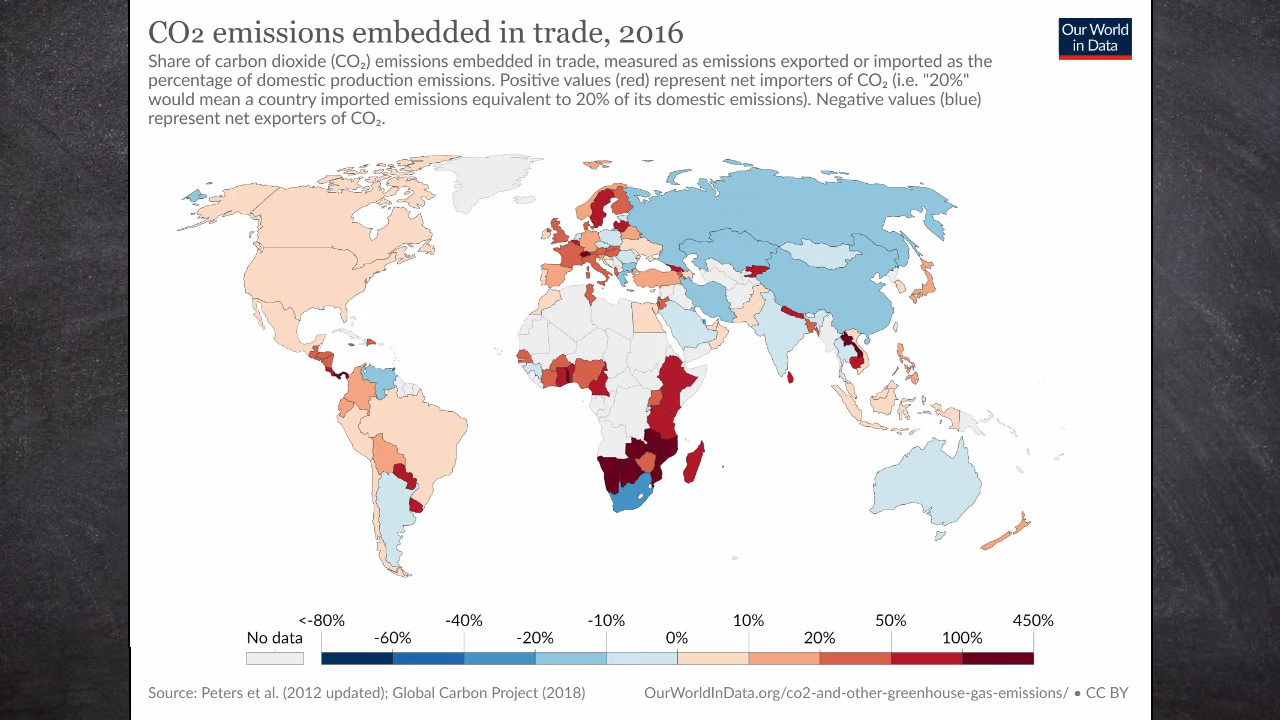 CO2 emissions embedded in trade, 2016
Our World
in Data
Share of carbon dioxide (CO₂) emissions embedded in trade, measured as emissions exported or imported as the
percentage of domestic production emissions. Positive values (red) represent net importers of CO₂ (i.e. "20%"
would mean a country imported emissions equivalent to 20% of its domestic emissions). Negative values (blue)
represent net exporters of CO₂.
<-80% -40% -10% 10% 50% 450%
No data -60% -20% 0% 20% 100%
Source: Peters et al. (2012 updated); Global Carbon Project (2018)
OurWorldInData.org/co2-and-other-greenhouse-gas-emissions/ • CC BY